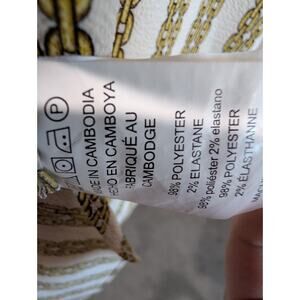 MADE IN CAMBODIA
HECHO EN CAMBOYA
FABRIQUÉ AU
CAMBODGE
98% POLYESTER
2% ELASTANE
98% poliéster 2% elastano
98% POLYESTER
2% ÉLASTHANNE